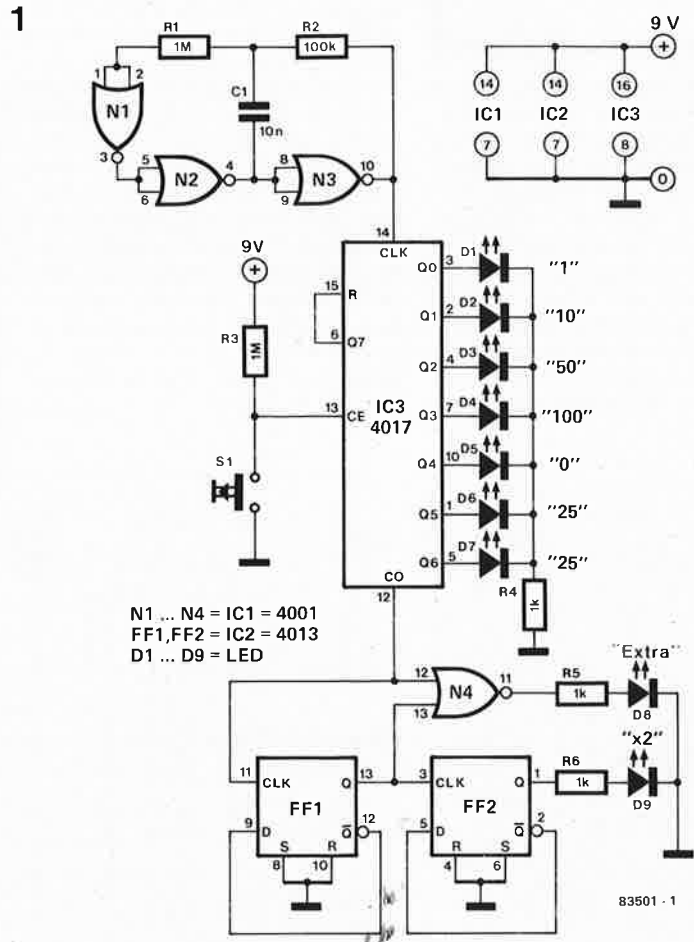 1
R1
1M
R2
100k
C1
10n
1 2
N1
3
5
6
N2
4
8
9
N3
10
9 V
+
14 14 16
IC1 IC2 IC3
7 7 8
0
9V
+
R3
1M
S1
14
CLK
15 R
6 Q7
13 CE
IC3
4017
Q0 3 D1 "1"
Q1 2 D2 "10"
Q2 4 D3 "50"
Q3 7 D4 "100"
Q4 10 D5 "0"
Q5 1 D6 "25"
Q6 5 D7 "25"
CO
12
R4
1k
N1 ... N4 = IC1 = 4001
FF1,FF2 = IC2 = 4013
D1 ... D9 = LED
12
13
N4
11
R5
1k
"Extra"
D8
R6
1k
"x2"
D9
11 CLK Q 13
FF1
9 D Q 12
S R
8 10
3 CLK Q 1
FF2
5 D Q 2
R S
4 6
83501 - 1